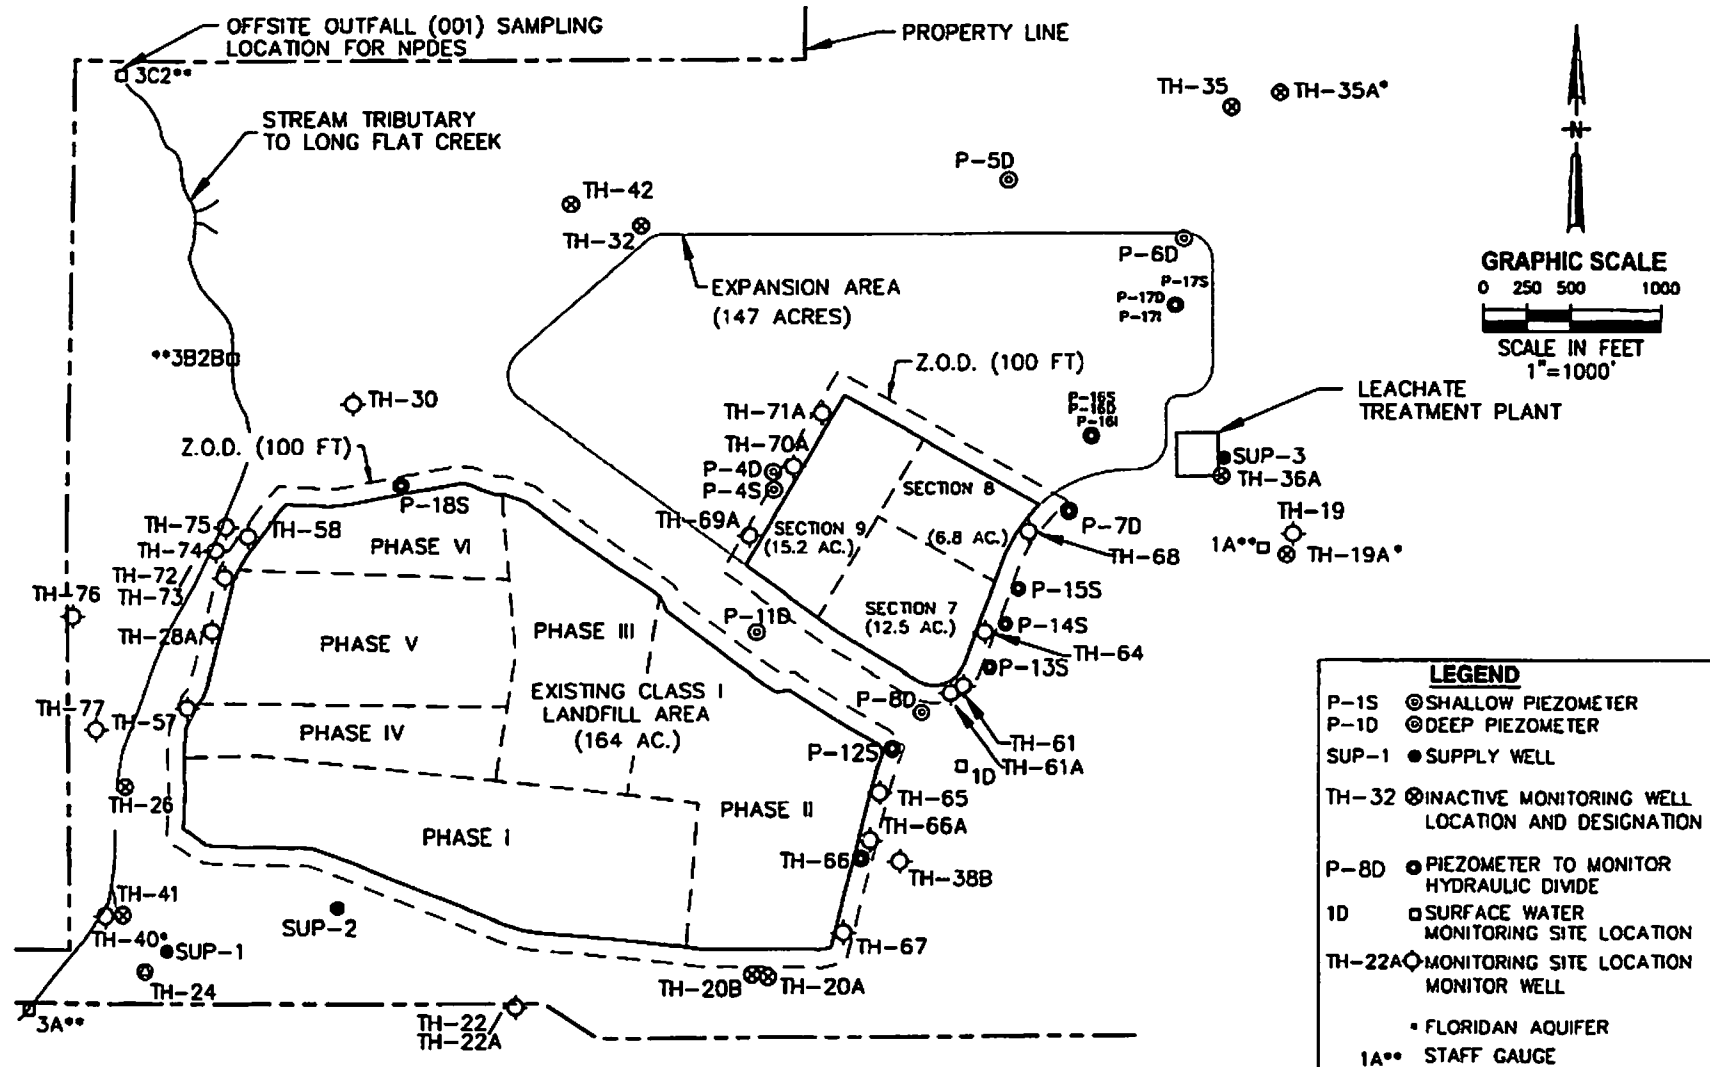 OFFSITE OUTFALL (001) SAMPLING
LOCATION FOR NPDES
PROPERTY LINE
3C2**
STREAM TRIBUTARY
TO LONG FLAT CREEK
TH-35
TH-35A*
N
P-5D
TH-42
TH-32
P-6D
EXPANSION AREA
(147 ACRES)
P-17S
P-17D
P-17I
GRAPHIC SCALE
0 250 500 1000
SCALE IN FEET
1"=1000'
**3B2B
Z.O.D. (100 FT)
TH-30
LEACHATE
TREATMENT PLANT
P-16S
P-16D
P-16I
TH-71A
Z.O.D. (100 FT)
TH-70A
P-4D
P-4S
SUP-3
TH-36A
SECTION 8
(6.8 AC.)
P-18S
TH-75
TH-58
TH-69A
SECTION 9
(15.2 AC.)
P-7D
TH-19
1A**
TH-19A*
TH-74
PHASE VI
TH-68
TH-72
TH-73
P-15S
TH-76
SECTION 7
(12.5 AC.)
P-11D
P-14S
TH-28A
PHASE V
PHASE III
TH-64
P-13S
EXISTING CLASS I
LANDFILL AREA
(164 AC.)
P-8D
TH-77
TH-57
PHASE IV
TH-61
P-12S
TH-61A
1D
TH-26
PHASE II
TH-65
PHASE I
TH-66A
TH-66
TH-38B
TH-41
TH-40*
SUP-2
TH-67
SUP-1
TH-24
TH-20B
TH-20A
3A**
TH-22
TH-22A
LEGEND
P-1S SHALLOW PIEZOMETER
P-1D DEEP PIEZOMETER
SUP-1 SUPPLY WELL
TH-32 INACTIVE MONITORING WELL
LOCATION AND DESIGNATION
P-8D PIEZOMETER TO MONITOR
HYDRAULIC DIVIDE
1D SURFACE WATER
MONITORING SITE LOCATION
TH-22A MONITORING SITE LOCATION
MONITOR WELL
* FLORIDAN AQUIFER
1A** STAFF GAUGE